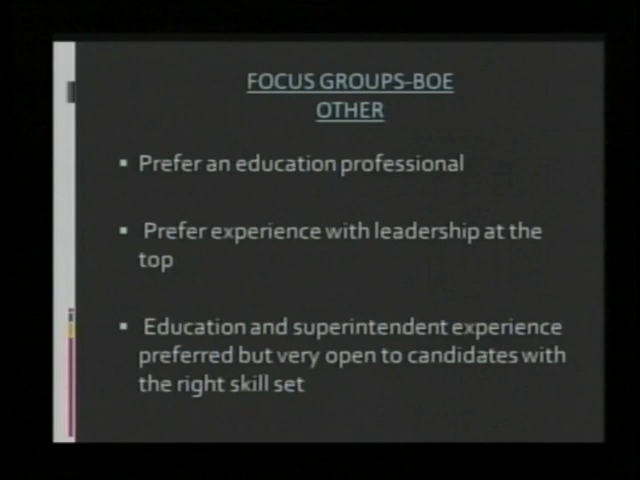 FOCUS GROUPS-BOE
OTHER
▪ Prefer an education professional
▪ Prefer experience with leadership at the
top
▪ Education and superintendent experience
preferred but very open to candidates with
the right skill set